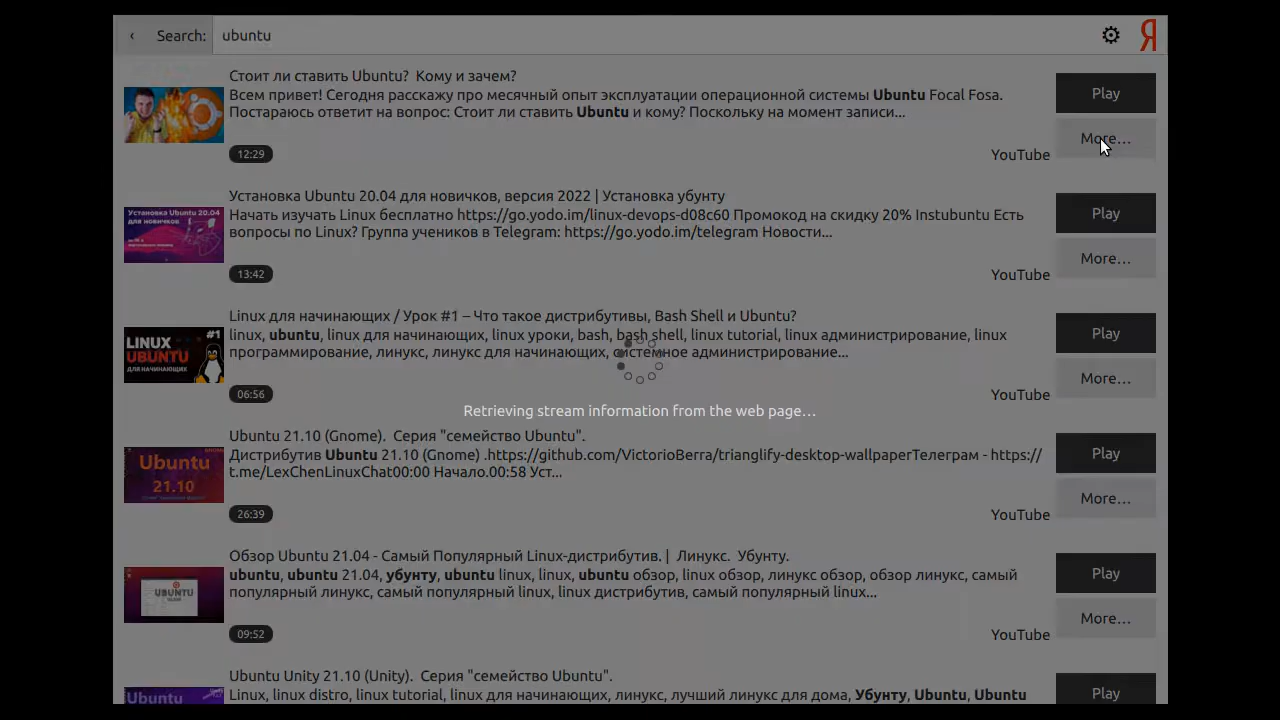 ‹ Search: ubuntu Я
Стоит ли ставить Ubuntu? Кому и зачем?
Всем привет! Сегодня расскажу про месячный опыт эксплуатации операционной системы Ubuntu Focal Fosa.
Постараюсь ответит на вопрос: Стоит ли ставить Ubuntu и кому? Поскольку на момент записи...
Play
More...
12:29
YouTube
Установка Ubuntu 20.04 для новичков, версия 2022 | Установка убунту
Начать изучать Linux бесплатно https://go.yodo.im/linux-devops-d08c60 Промокод на скидку 20% Instubuntu Есть
вопросы по Linux? Группа учеников в Telegram: https://go.yodo.im/telegram Новости...
Установка Ubuntu 20.04
для новичков
Play
More...
13:42
YouTube
Linux для начинающих / Урок #1 – Что такое дистрибутивы, Bash Shell и Ubuntu?
linux, ubuntu, linux для начинающих, linux уроки, bash, bash shell, linux tutorial, linux администрирование, linux
программирование, линукс, линукс для начинающих, системное администрирование...
#1
LINUX
UBUNTU
ДЛЯ НАЧИНАЮЩИХ
Play
More...
06:56
YouTube
Retrieving stream information from the web page...
Ubuntu 21.10 (Gnome). Серия "семейство Ubuntu".
Дистрибутив Ubuntu 21.10 (Gnome) .https://github.com/VictorioBerra/trianglify-desktop-wallpaperТелеграм - https://
t.me/LexChenLinuxChat00:00 Начало.00:58 Уст...
Ubuntu
21.10
Play
More...
26:39
YouTube
Обзор Ubuntu 21.04 - Самый Популярный Linux-дистрибутив. | Линукс. Убунту.
ubuntu, ubuntu 21.04, убунту, ubuntu linux, linux, ubuntu обзор, linux обзор, линукс обзор, обзор линукс, самый
популярный линукс, самый популярный linux, linux дистрибутив, самый популярный linux...
UBUNTU
Play
More...
09:52
YouTube
Ubuntu Unity 21.10 (Unity). Серия "семейство Ubuntu".
Linux, linux distro, linux tutorial, linux для начинающих, линукс, лучший линукс для дома, Убунту, Ubuntu, Ubuntu
Ubuntu
Play